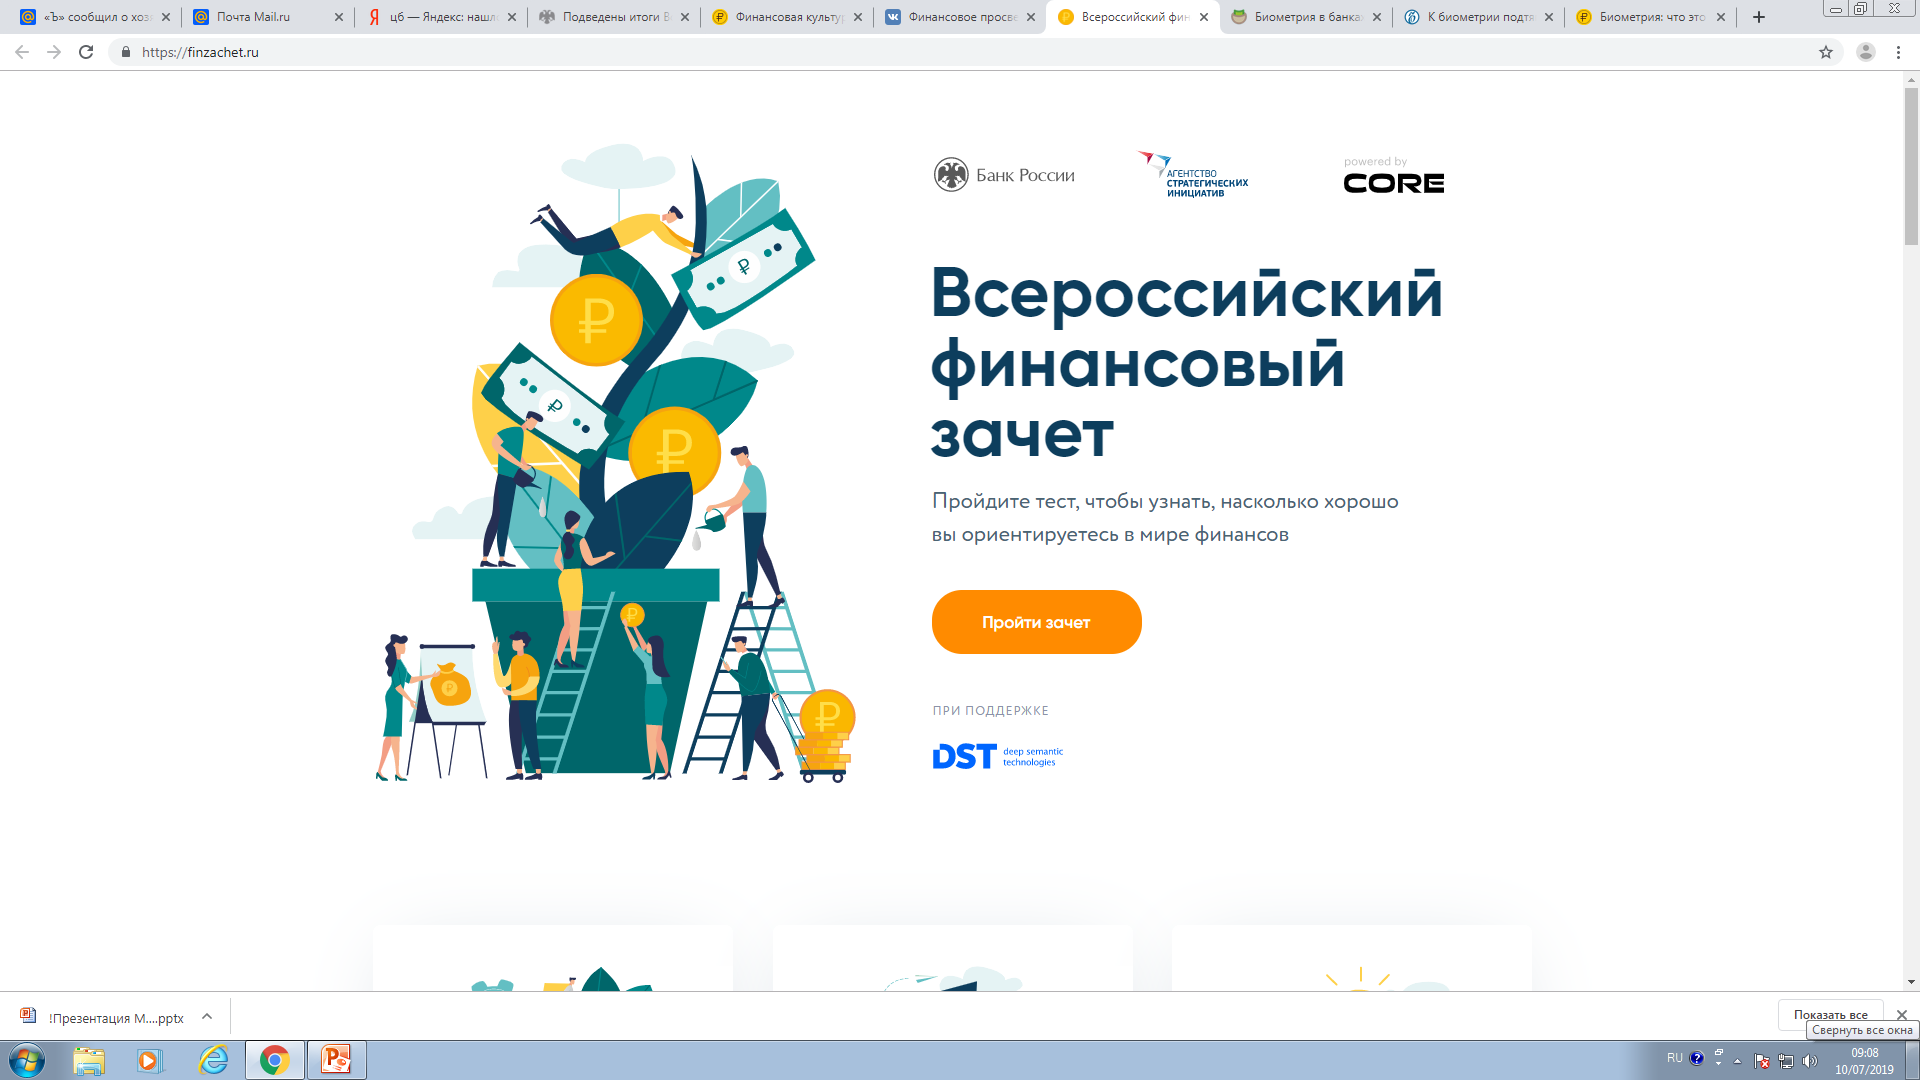 «Ъ» сообщил о хоз
Почта Mail.ru
цб — Яндекс: нашл
Подведены итоги В
Финансовая культур
Финансовое просве
Всероссийский фин
Биометрия в банка
К биометрии подтя
Биометрия: что это
https://finzachet.ru
Банк России
АГЕНТСТВО
СТРАТЕГИЧЕСКИХ
ИНИЦИАТИВ
powered by
CORE
Всероссийский
финансовый
зачет
Пройдите тест, чтобы узнать, насколько хорошо
вы ориентируетесь в мире финансов
Пройти зачет
ПРИ ПОДДЕРЖКЕ
DST deep semantic
technologies
!Презентация М....pptx
Показать все
Свернуть все окна
RU
09:08
10/07/2019